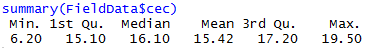 summary(FieldData$cec)
Min. 1st Qu. Median Mean 3rd Qu. Max.
6.20 15.10 16.10 15.42 17.20 19.50